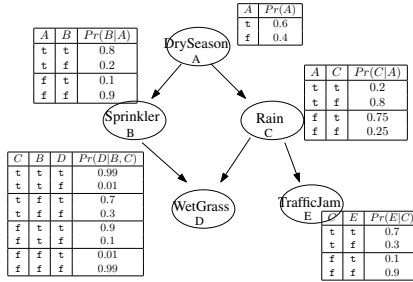 A Pr(A)
t 0.6
f 0.4
DrySeason
A
A B Pr(B|A)
t t 0.8
t f 0.2
f t 0.1
f f 0.9
Sprinkler
B
Rain
C
A C Pr(C|A)
t t 0.2
t f 0.8
f t 0.75
f f 0.25
C B D Pr(D|B,C)
t t t 0.99
t t f 0.01
t f t 0.7
t f f 0.3
f t t 0.9
f t f 0.1
f f t 0.01
f f f 0.99
WetGrass
D
TrafficJam
E
C E Pr(E|C)
t t 0.7
t f 0.3
f t 0.1
f f 0.9